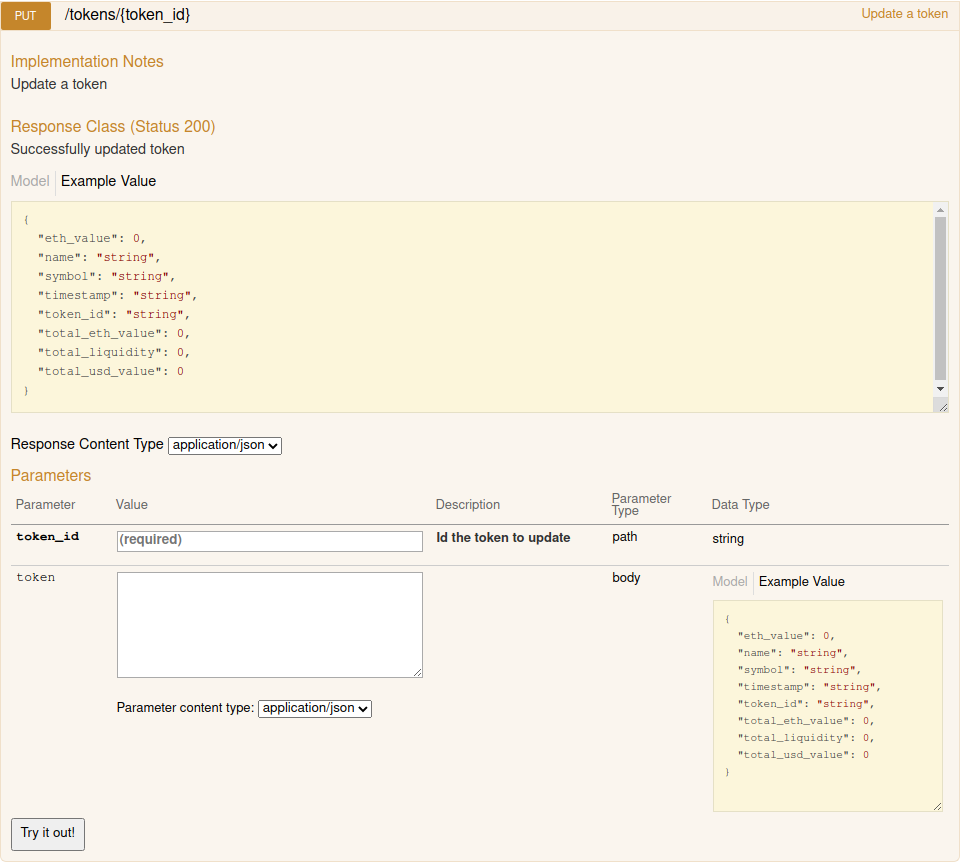 PUT /tokens/{token_id} Update a token
Implementation Notes
Update a token
Response Class (Status 200)
Successfully updated token
Model Example Value
{
"eth_value": 0,
"name": "string",
"symbol": "string",
"timestamp": "string",
"token_id": "string",
"total_eth_value": 0,
"total_liquidity": 0,
"total_usd_value": 0
}
Response Content Type application/json
Parameters
Parameter Value Description Parameter Type Data Type
token_id (required) Id the token to update path string
token body Model Example Value
{
"eth_value": 0,
"name": "string",
"symbol": "string",
"timestamp": "string",
"token_id": "string",
"total_eth_value": 0,
"total_liquidity": 0,
"total_usd_value": 0
}
Parameter content type: application/json
Try it out!